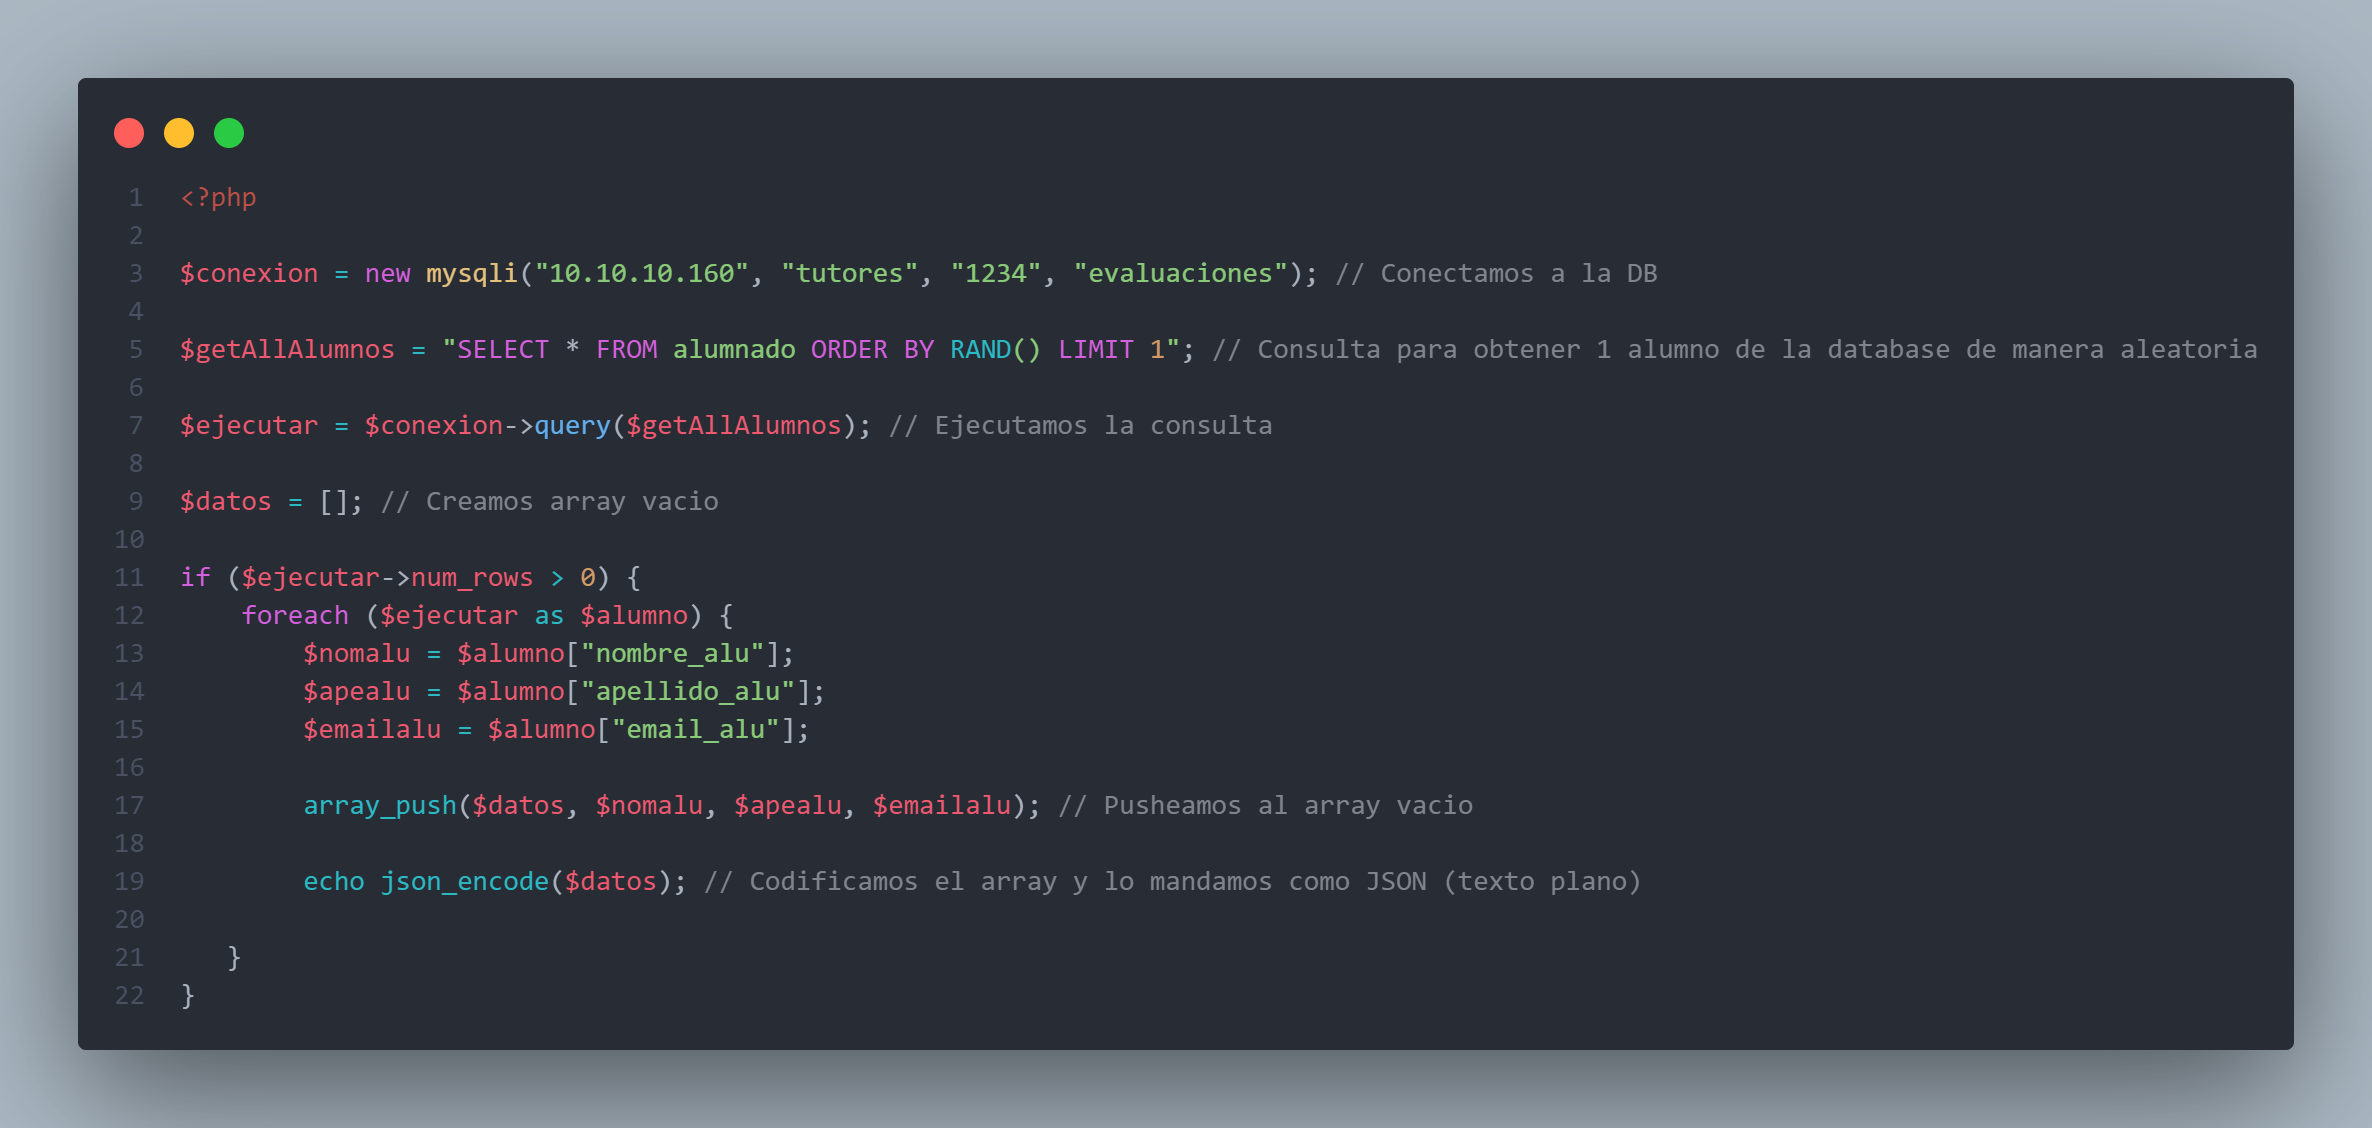 1 <?php
2
3 $conexion = new mysqli("10.10.10.160", "tutores", "1234", "evaluaciones"); // Conectamos a la DB
4
5 $getAllAlumnos = "SELECT * FROM alumnado ORDER BY RAND() LIMIT 1"; // Consulta para obtener 1 alumno de la database de manera aleatoria
6
7 $ejecutar = $conexion->query($getAllAlumnos); // Ejecutamos la consulta
8
9 $datos = []; // Creamos array vacio
10
11 if ($ejecutar->num_rows > 0) {
12     foreach ($ejecutar as $alumno) {
13         $nomalu = $alumno["nombre_alu"];
14         $apealu = $alumno["apellido_alu"];
15         $emailalu = $alumno["email_alu"];
16
17         array_push($datos, $nomalu, $apealu, $emailalu); // Pusheamos al array vacio
18
19         echo json_encode($datos); // Codificamos el array y lo mandamos como JSON (texto plano)
20
21    }
22 }